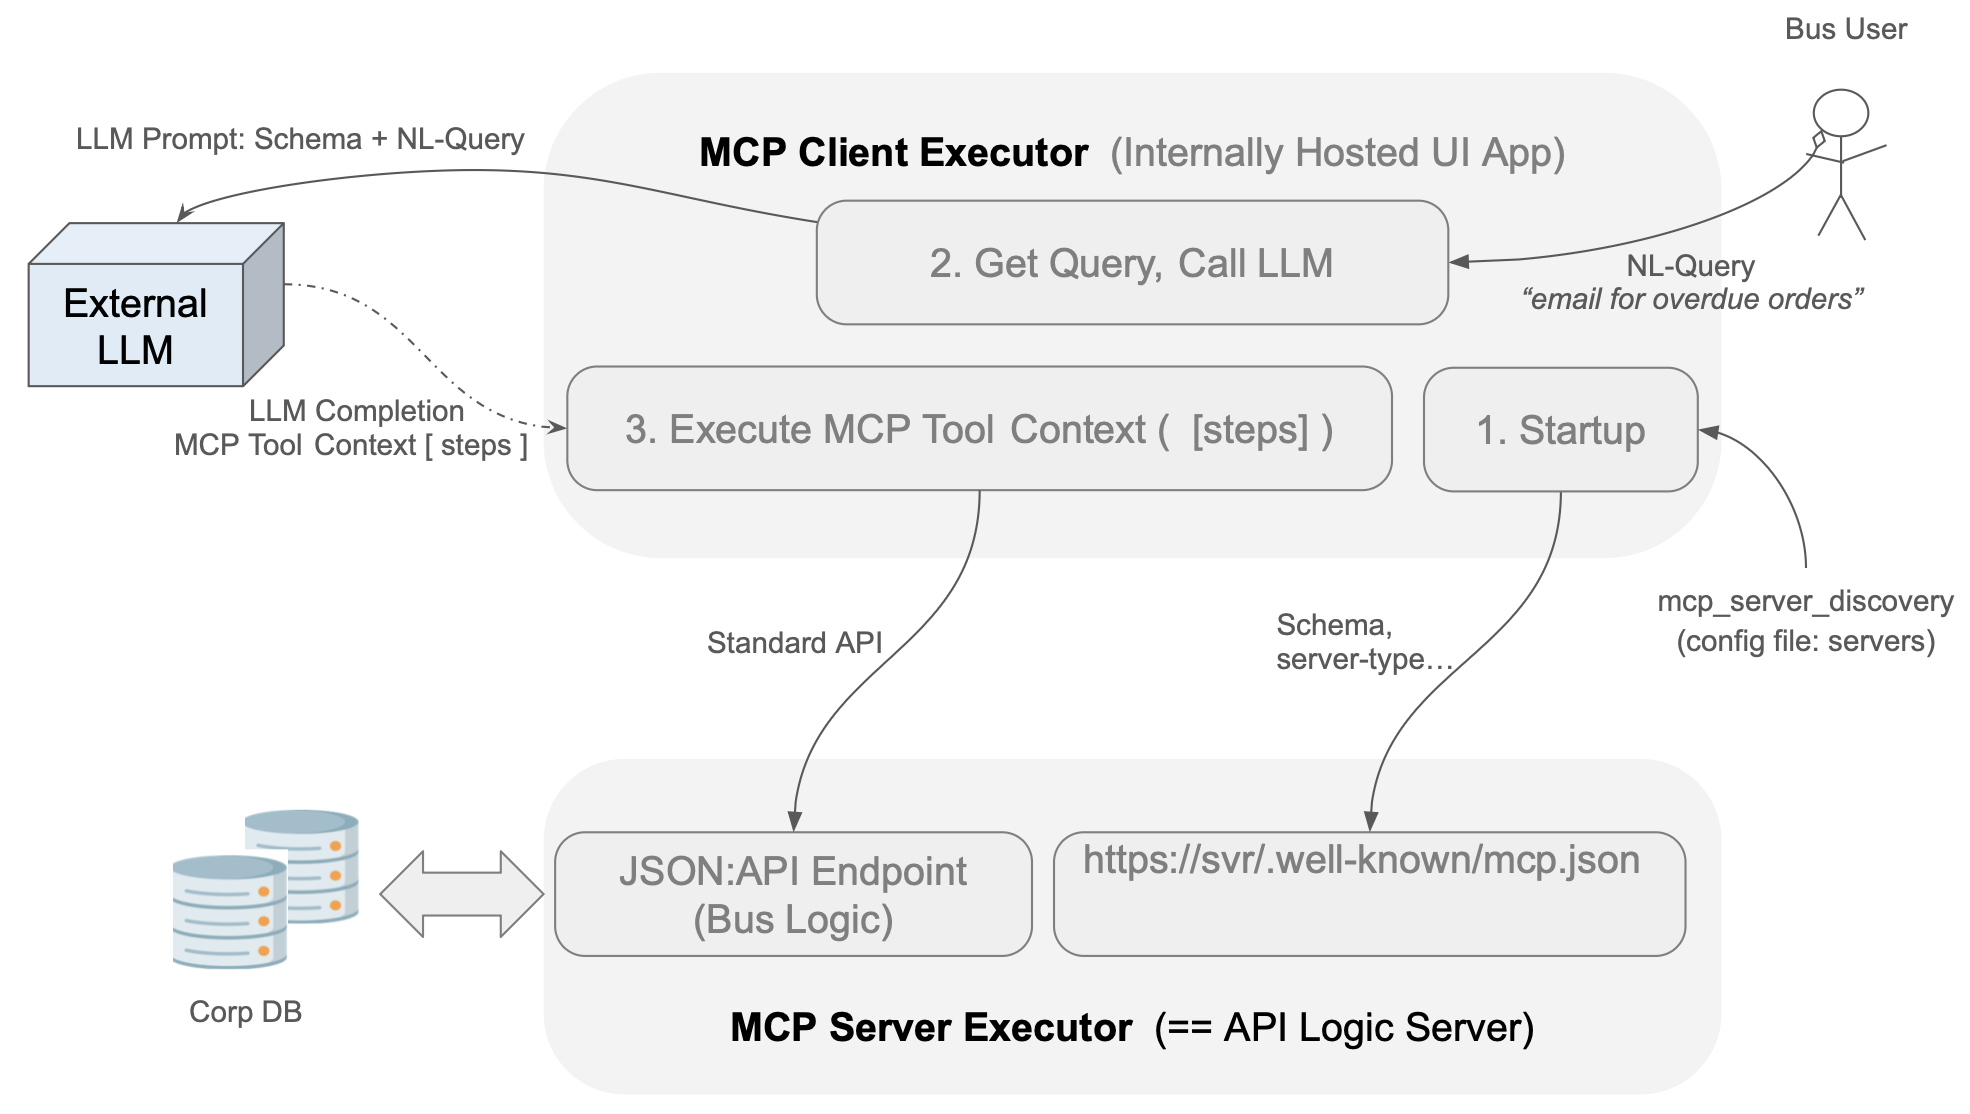 Bus User
LLM Prompt: Schema + NL-Query
MCP Client Executor (Internally Hosted UI App)
2. Get Query, Call LLM
NL-Query
“email for overdue orders”
External
LLM
LLM Completion
MCP Tool Context [ steps ]
3. Execute MCP Tool Context ( [steps] )
1. Startup
mcp_server_discovery
(config file: servers)
Standard API
Schema,
server-type…
JSON:API Endpoint
(Bus Logic)
https://svr/.well-known/mcp.json
Corp DB
MCP Server Executor (== API Logic Server)